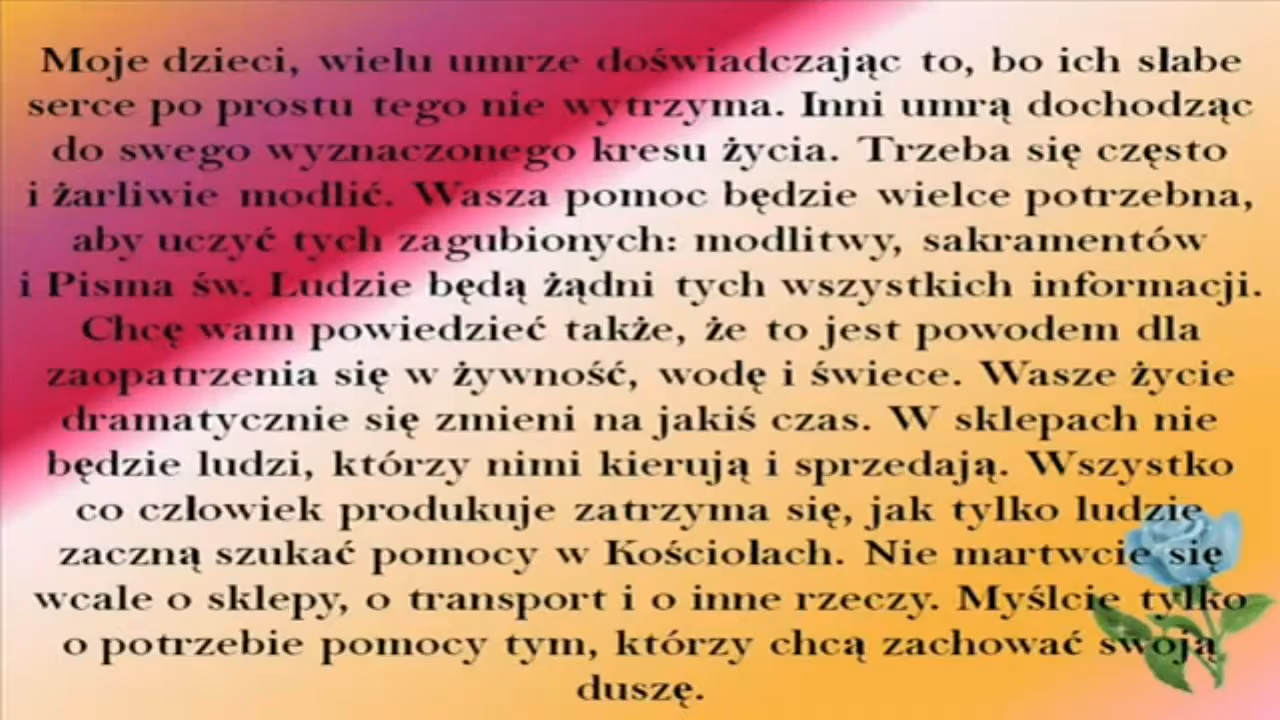 Moje dzieci, wielu umrze doświadczając to, bo ich słabe
serce po prostu tego nie wytrzyma. Inni umrą dochodząc
do swego wyznaczonego kresu życia. Trzeba się często
i żarliwie modlić. Wasza pomoc będzie wielce potrzebna,
aby uczyć tych zagubionych: modlitwy, sakramentów
i Pisma św. Ludzie będą żądni tych wszystkich informacji.
Chcę wam powiedzieć także, że to jest powodem dla
zaopatrzenia się w żywność, wodę i świece. Wasze życie
dramatycznie się zmieni na jakiś czas. W sklepach nie
będzie ludzi, którzy nimi kierują i sprzedają. Wszystko
co człowiek produkuje zatrzyma się, jak tylko ludzie
zaczną szukać pomocy w Kościołach. Nie martwcie się
wcale o sklepy, o transport i o inne rzeczy. Myślcie tylko
o potrzebie pomocy tym, którzy chcą zachować swoją
duszę.